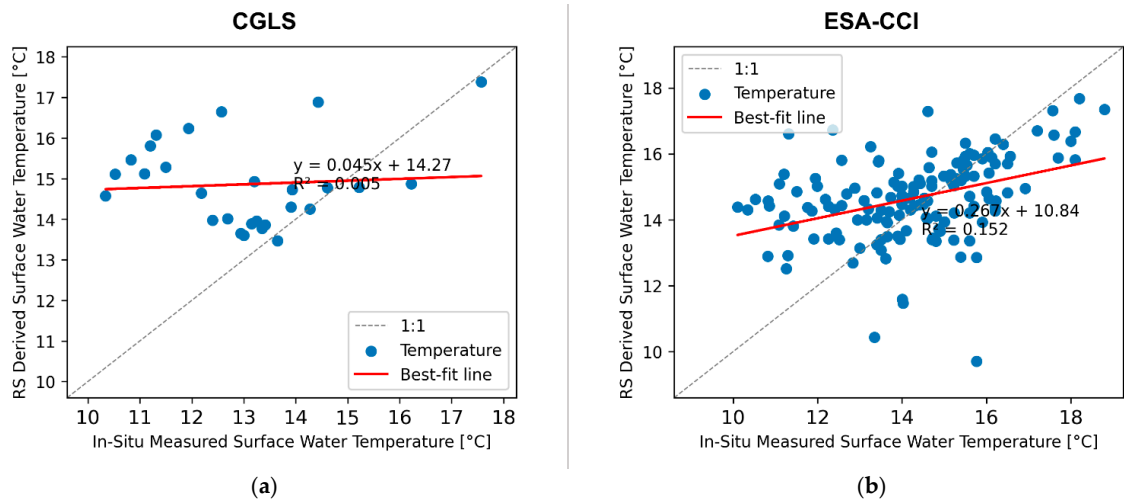 CGLS
RS Derived Surface Water Temperature [°C]
18
17
16
15
14
13
12
11
10
y = 0.045x + 14.27
R² = 0.005
1:1
Temperature
Best-fit line
10 11 12 13 14 15 16 17 18
In-Situ Measured Surface Water Temperature [°C]
(a)
ESA-CCI
RS Derived Surface Water Temperature [°C]
18
16
14
12
10
1:1
Temperature
Best-fit line
y = 0.267x + 10.84
R² = 0.152
10 12 14 16 18
In-Situ Measured Surface Water Temperature [°C]
(b)